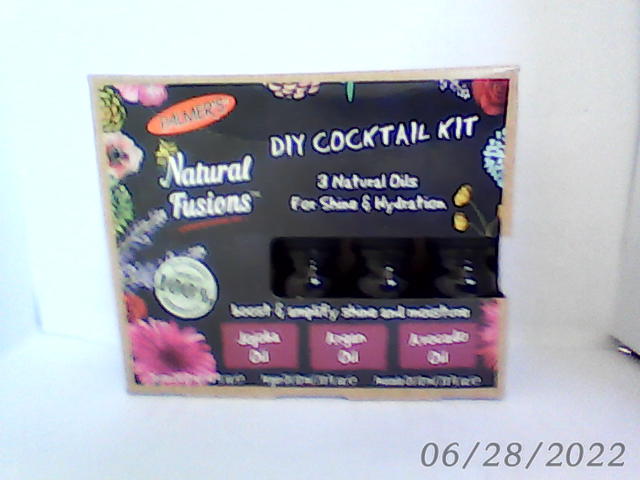 PALMER'S
DIY COCKTAIL KIT
Natural
Fusions
3 Natural Oils
For Shine & Hydration
100%
boost & amplify shine and moisture
Jojoba
Oil
Argan
Oil
Avocado
Oil
06/28/2022